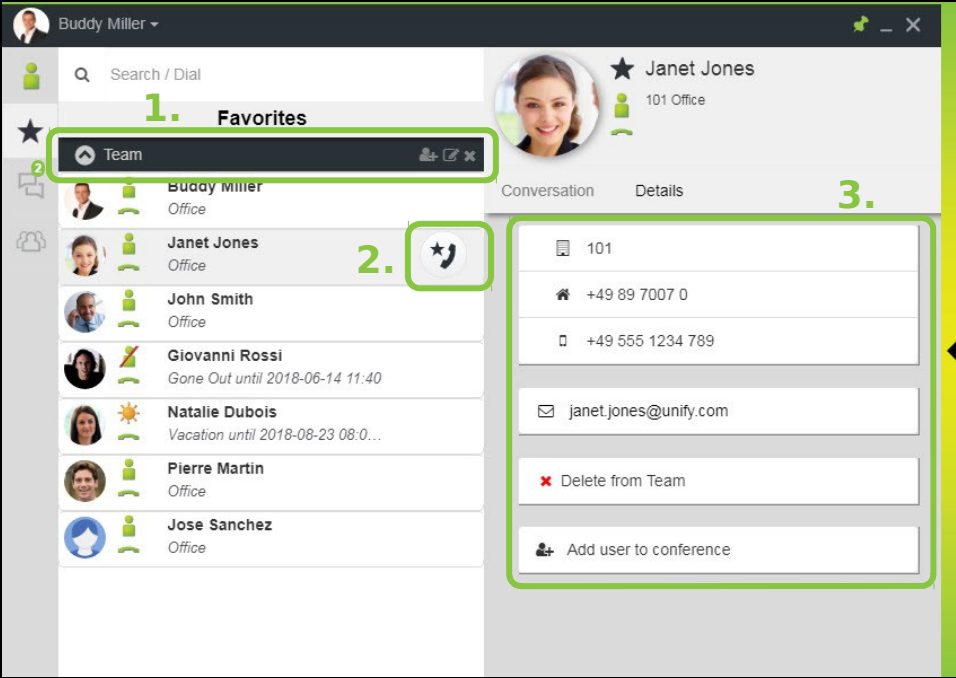 Buddy Miller
Search / Dial
1.
Favorites
Team
2
Buddy Miller
Office
Janet Jones
Office
2.
John Smith
Office
Giovanni Rossi
Gone Out until 2018-06-14 11:40
Natalie Dubois
Vacation until 2018-08-23 08:0...
Pierre Martin
Office
Jose Sanchez
Office
Janet Jones
101 Office
Conversation Details
3.
101
+49 89 7007 0
+49 555 1234 789
janet.jones@unify.com
Delete from Team
Add user to conference